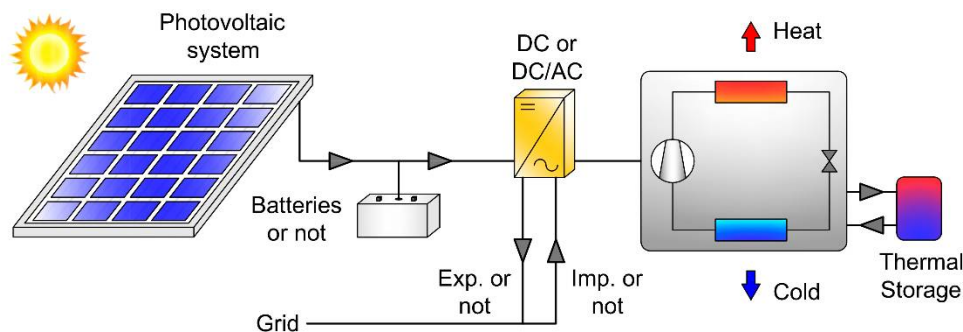 Photovoltaic
system
DC or
DC/AC
Heat
Batteries
or not
Exp. or
not
Imp. or
not
Cold
Thermal
Storage
Grid